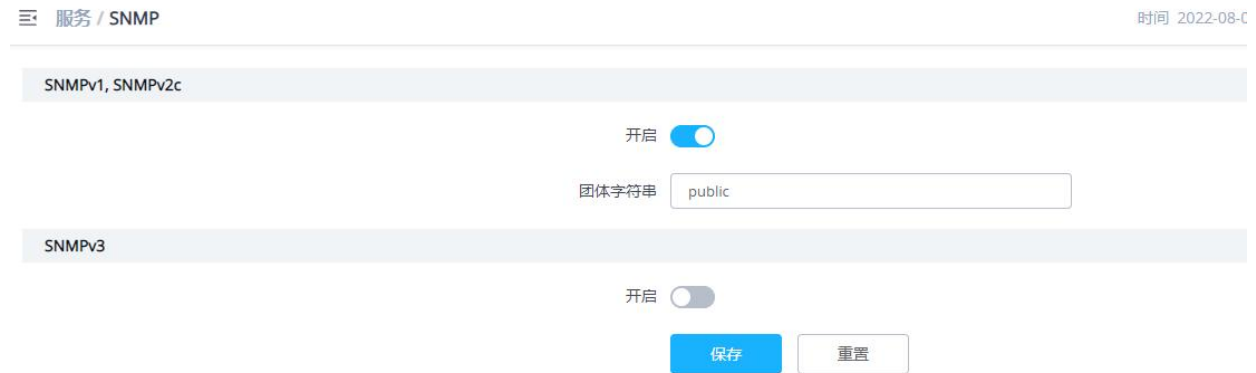 服务 / SNMP
时间 2022-08-0
SNMPv1, SNMPv2c
开启
团体字符串 public
SNMPv3
开启
保存 重置